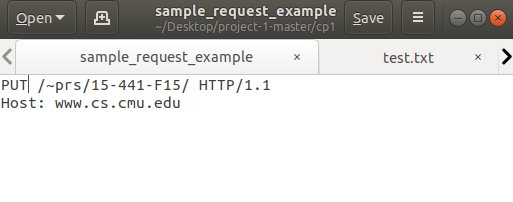 Open
sample_request_example
~/Desktop/project-1-master/cp1
Save
sample_request_example ×
test.txt ×
PUT /~prs/15-441-F15/ HTTP/1.1
Host: www.cs.cmu.edu